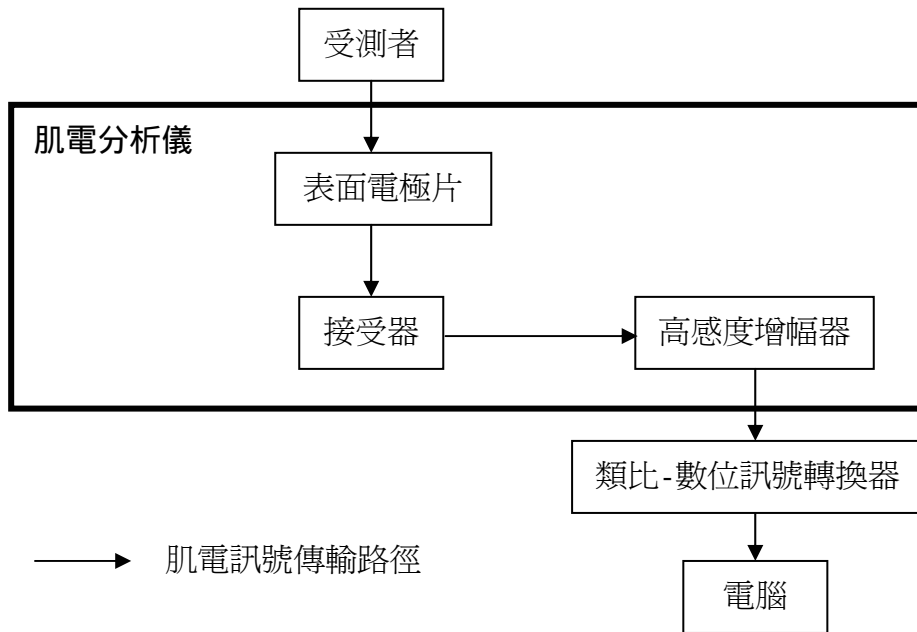 受測者
肌電分析儀
表面電極片
接受器
高感度增幅器
類比-數位訊號轉換器
肌電訊號傳輸路徑
電腦